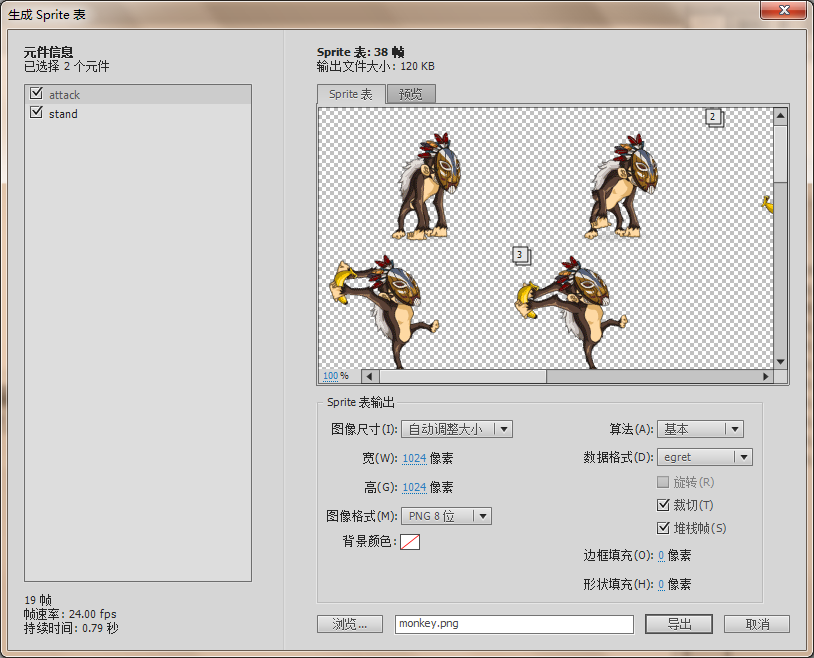 生成 Sprite 表
元件信息
已选择 2 个元件
attack
stand
19 帧
帧速率: 24.00 fps
持续时间: 0.79 秒
Sprite 表: 38 帧
输出文件大小: 120 KB
Sprite 表 预览
2
3
100 %
Sprite 表输出
图像尺寸(I): 自动调整大小
宽(W): 1024 像素
高(G): 1024 像素
图像格式(M): PNG 8 位
背景颜色:
算法(A): 基本
数据格式(D): egret
旋转(R)
裁切(T)
堆栈帧(S)
边框填充(O): 0 像素
形状填充(H): 0 像素
浏览... monkey.png 导出 取消